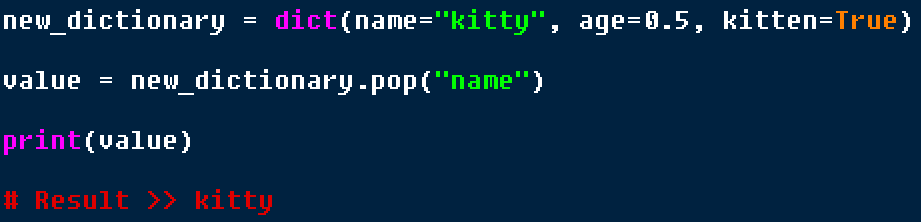 new_dictionary = dict(name="kitty", age=0.5, kitten=True)
value = new_dictionary.pop("name")
print(value)
# Result >> kitty